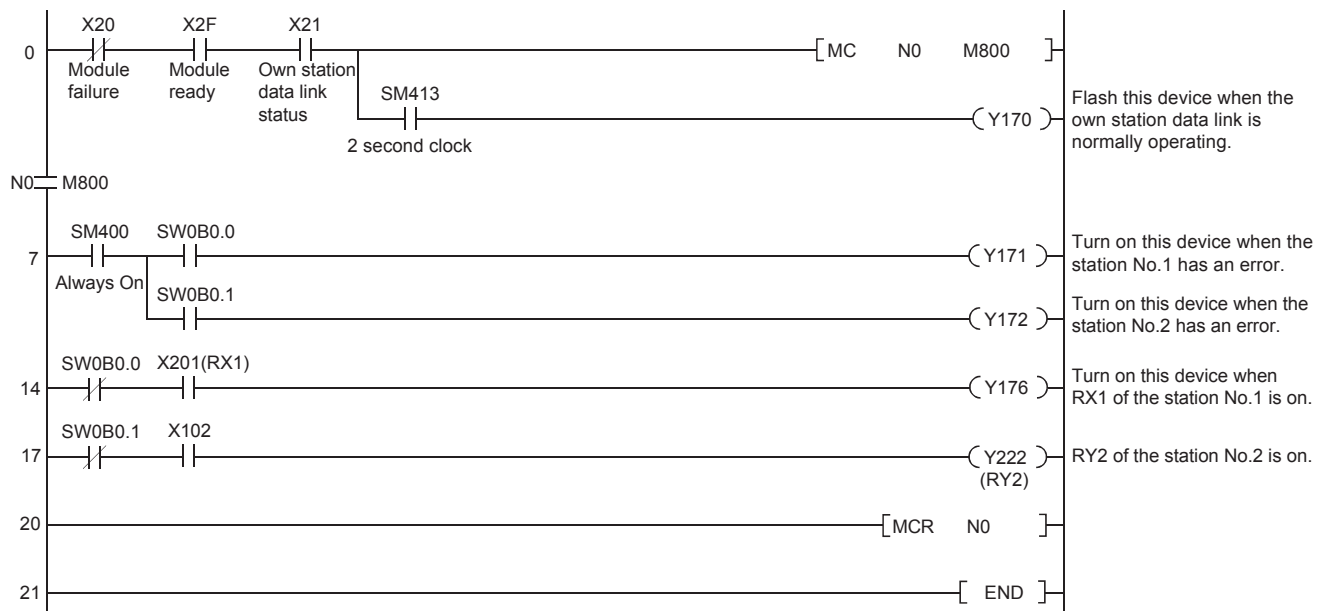 X20 X2F X21
0 MC N0 M800
Module failure
Module ready
Own station data link status
SM413
Y170
2 second clock
Flash this device when the
own station data link is
normally operating.
N0 M800
SM400 SW0B0.0
7 Y171
Always On
Turn on this device when the
station No.1 has an error.
SW0B0.1
Y172
Turn on this device when the
station No.2 has an error.
SW0B0.0 X201(RX1)
14 Y176
Turn on this device when
RX1 of the station No.1 is on.
SW0B0.1 X102
17 Y222 RY2 of the station No.2 is on.
(RY2)
20 MCR N0
21 END